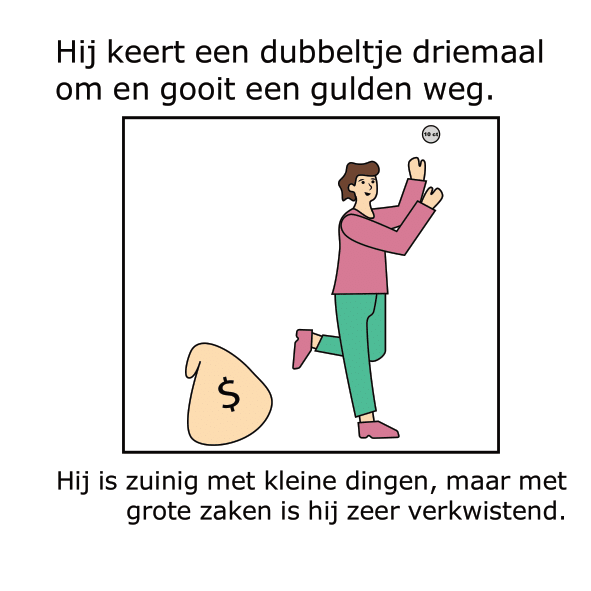 Hij keert een dubbeltje driemaal
om en gooit een gulden weg.
10 ct
$
Hij is zuinig met kleine dingen, maar met
grote zaken is hij zeer verkwistend.